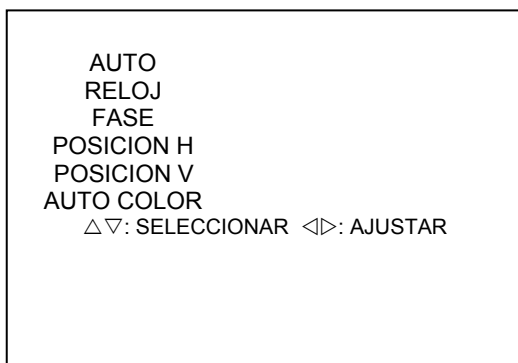 AUTO
RELOJ
FASE
POSICION H
POSICION V
AUTO COLOR
△▽: SELECCIONAR ◁▷: AJUSTAR